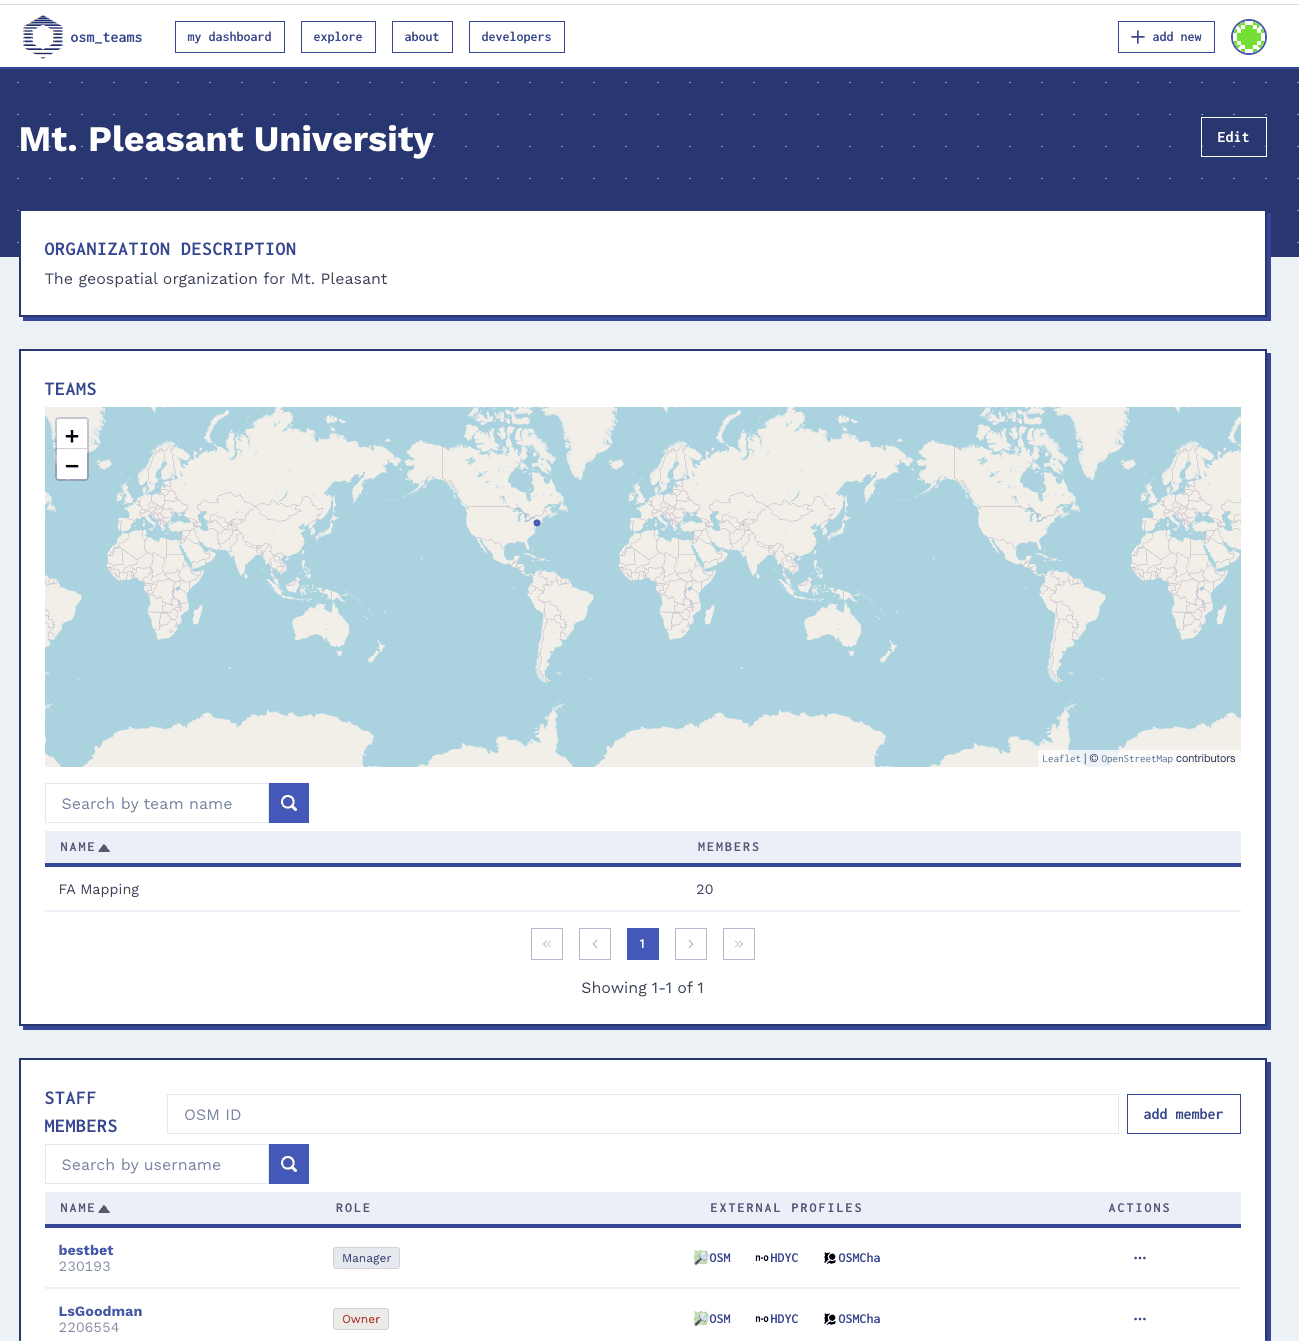 osm_teams my dashboard explore about developers + add new
Mt. Pleasant University Edit
ORGANIZATION DESCRIPTION
The geospatial organization for Mt. Pleasant
TEAMS
+
−
Leaflet | © OpenStreetMap contributors
Search by team name
NAME MEMBERS
FA Mapping 20
« ‹ 1 › »
Showing 1-1 of 1
STAFF
MEMBERS
OSM ID add member
Search by username
NAME ROLE EXTERNAL PROFILES ACTIONS
bestbet
230193
Manager OSM n-o HDYC OSMCha ...
LsGoodman
2206554
Owner OSM n-o HDYC OSMCha ...